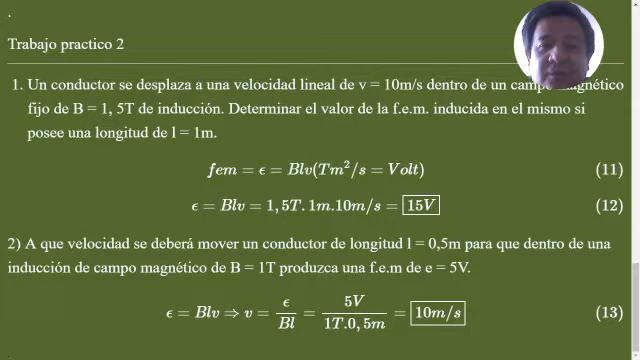 Trabajo practico 2
1. Un conductor se desplaza a una velocidad lineal de v = 10m/s dentro de un campo magnético
fijo de B = 1, 5T de inducción. Determinar el valor de la f.e.m. inducida en el mismo si
posee una longitud de l = 1m.
fem = ϵ = Blv(Tm²/s = Volt) (11)
ϵ = Blv = 1, 5T. 1m.10m/s = 15V (12)
2) A que velocidad se deberá mover un conductor de longitud l = 0,5m para que dentro de una
inducción de campo magnético de B = 1T produzca una f.e.m de e = 5V.
ϵ = Blv ⇒ v = ϵ/Bl = 5V/1T.0, 5m = 10m/s (13)